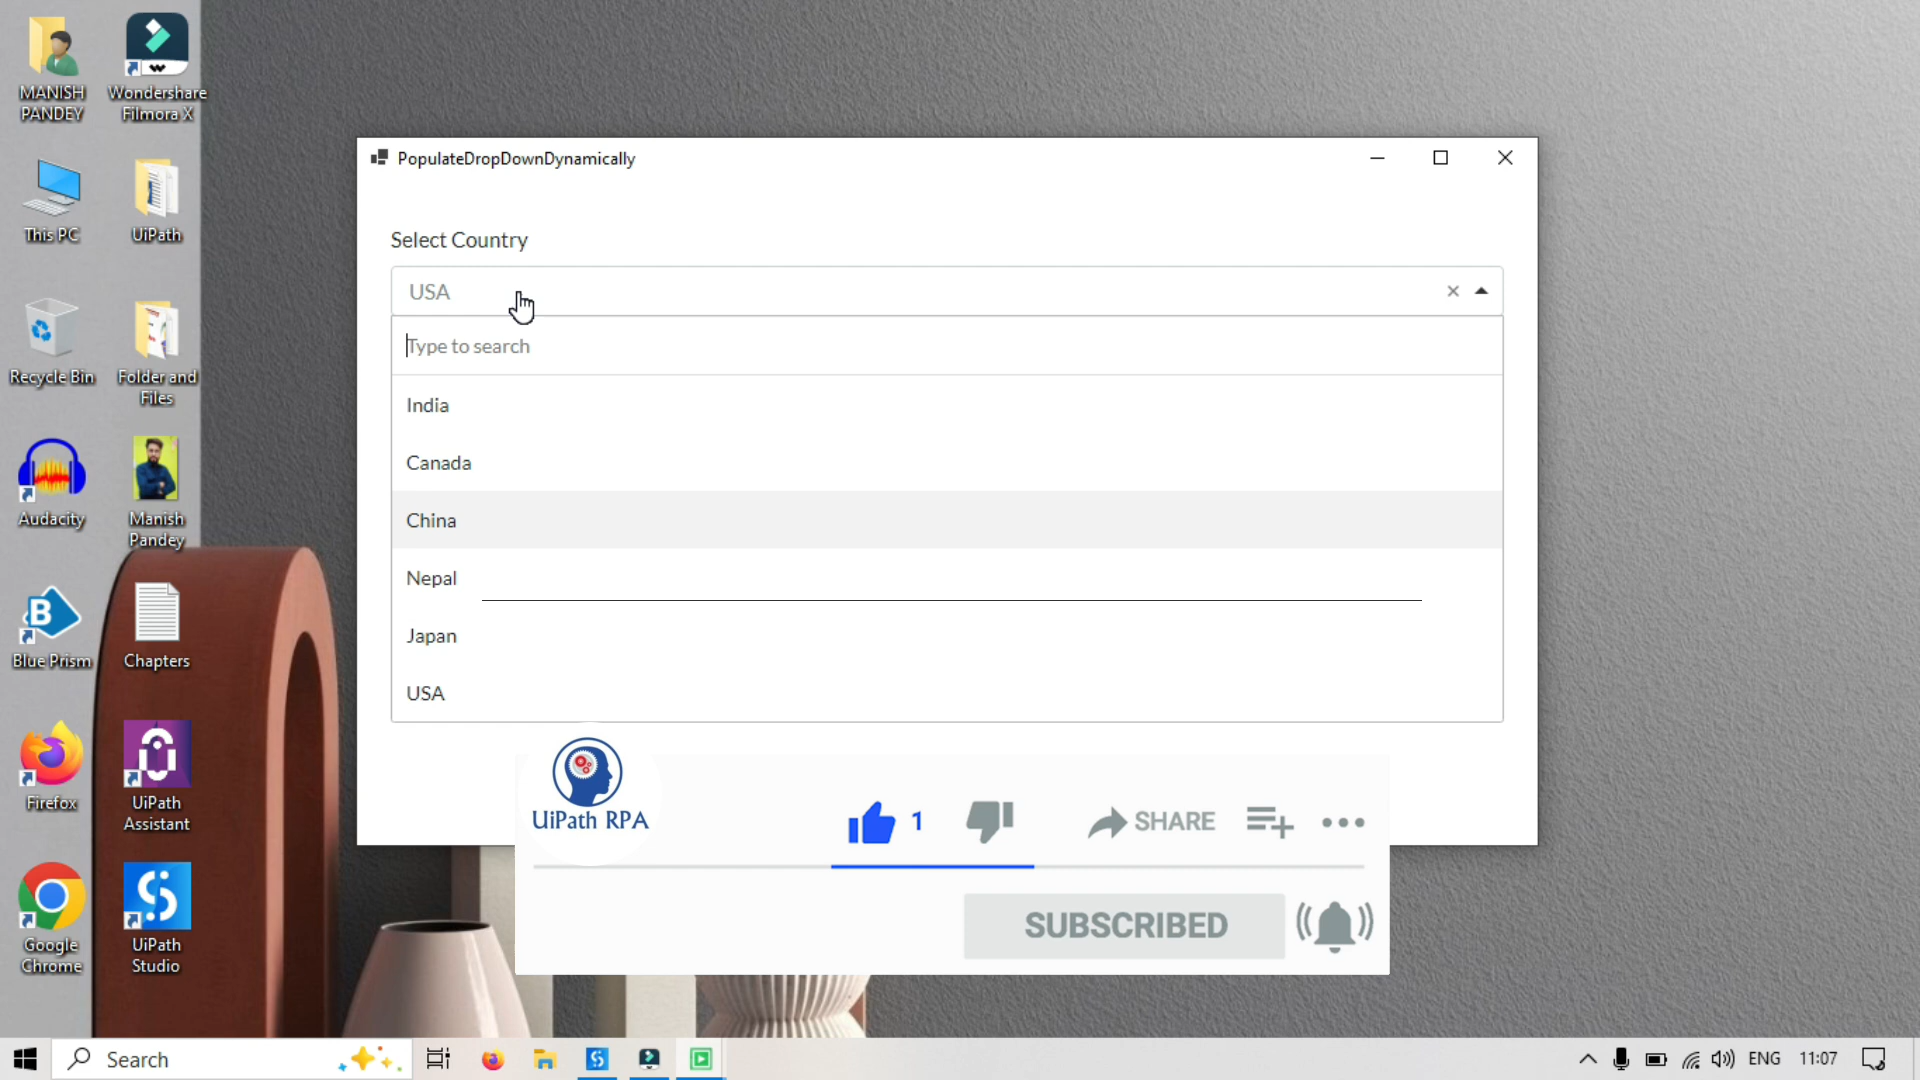 MANISH
PANDEY
Wondershare
Filmora X
This PC
UiPath
Recycle Bin
Folder and
Files
Audacity
Manish
Pandey
Blue Prism
Chapters
Firefox
UiPath
Assistant
Google
Chrome
UiPath
Studio
PopulateDropDownDynamically
Select Country
USA
Type to search
India
Canada
China
Nepal
Japan
USA
UiPath RPA
1
SHARE
SUBSCRIBED
Search
ENG
11:07